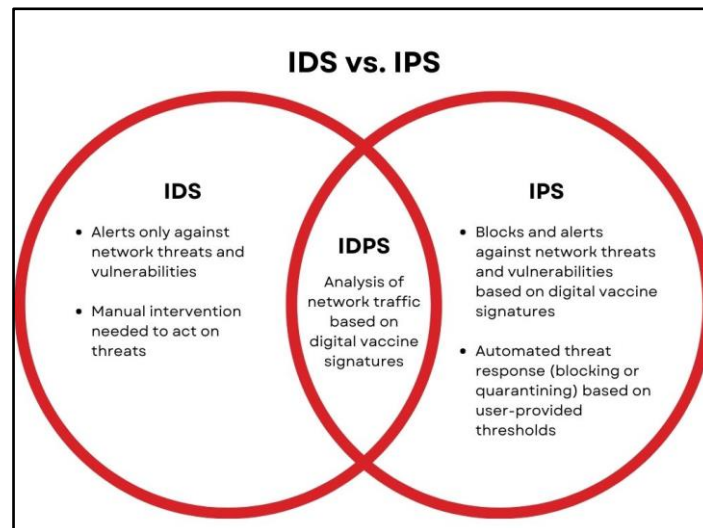 IDS vs. IPS
IDS
• Alerts only against
network threats and
vulnerabilities
• Manual intervention
needed to act on
threats
IDPS
Analysis of
network traffic
based on
digital vaccine
signatures
IPS
• Blocks and alerts
against network threats
and vulnerabilities
based on digital vaccine
signatures
• Automated threat
response (blocking or
quarantining) based on
user-provided
thresholds